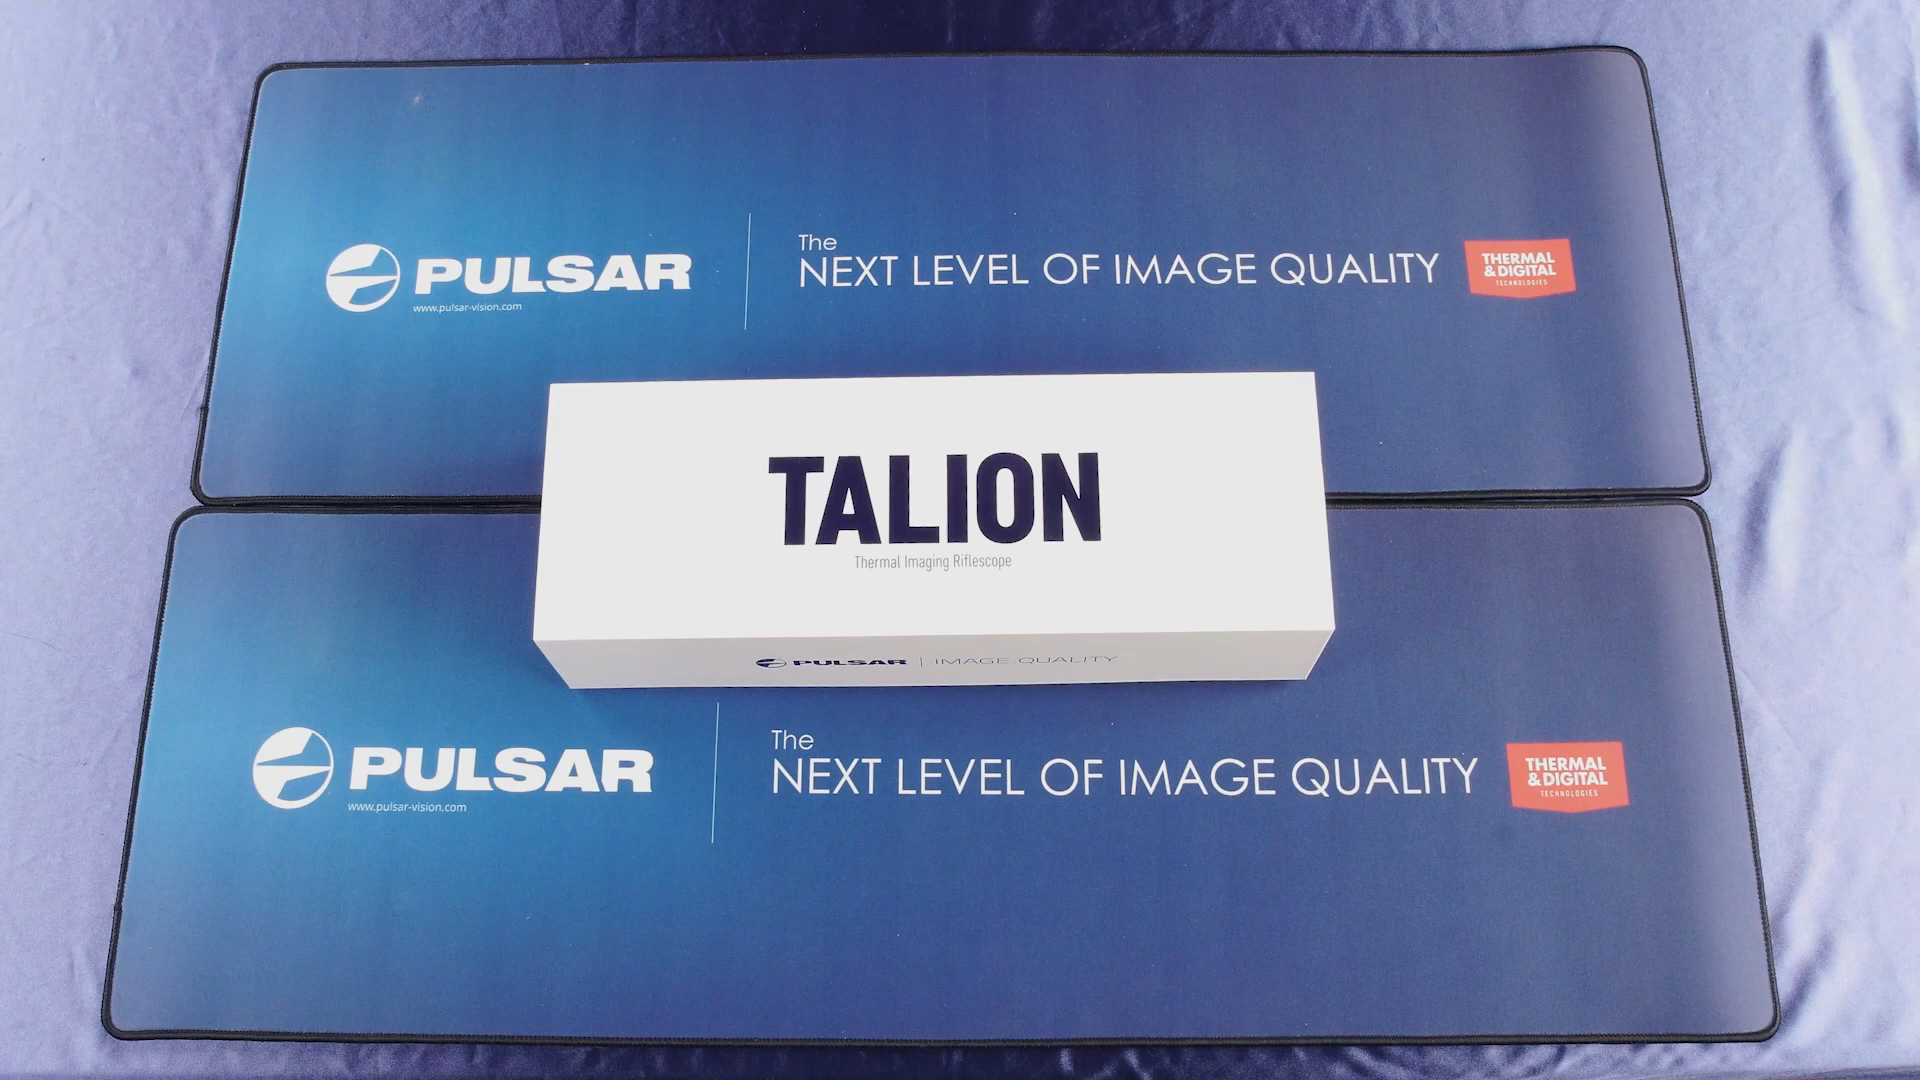 PULSAR
www.pulsar-vision.com
The
NEXT LEVEL OF IMAGE QUALITY
THERMAL
& DIGITAL
TECHNOLOGIES
TALION
Thermal Imaging Riflescope
PULSAR | IMAGE.QUALITY
PULSAR
www.pulsar-vision.com
The
NEXT LEVEL OF IMAGE QUALITY
THERMAL
& DIGITAL
TECHNOLOGIES